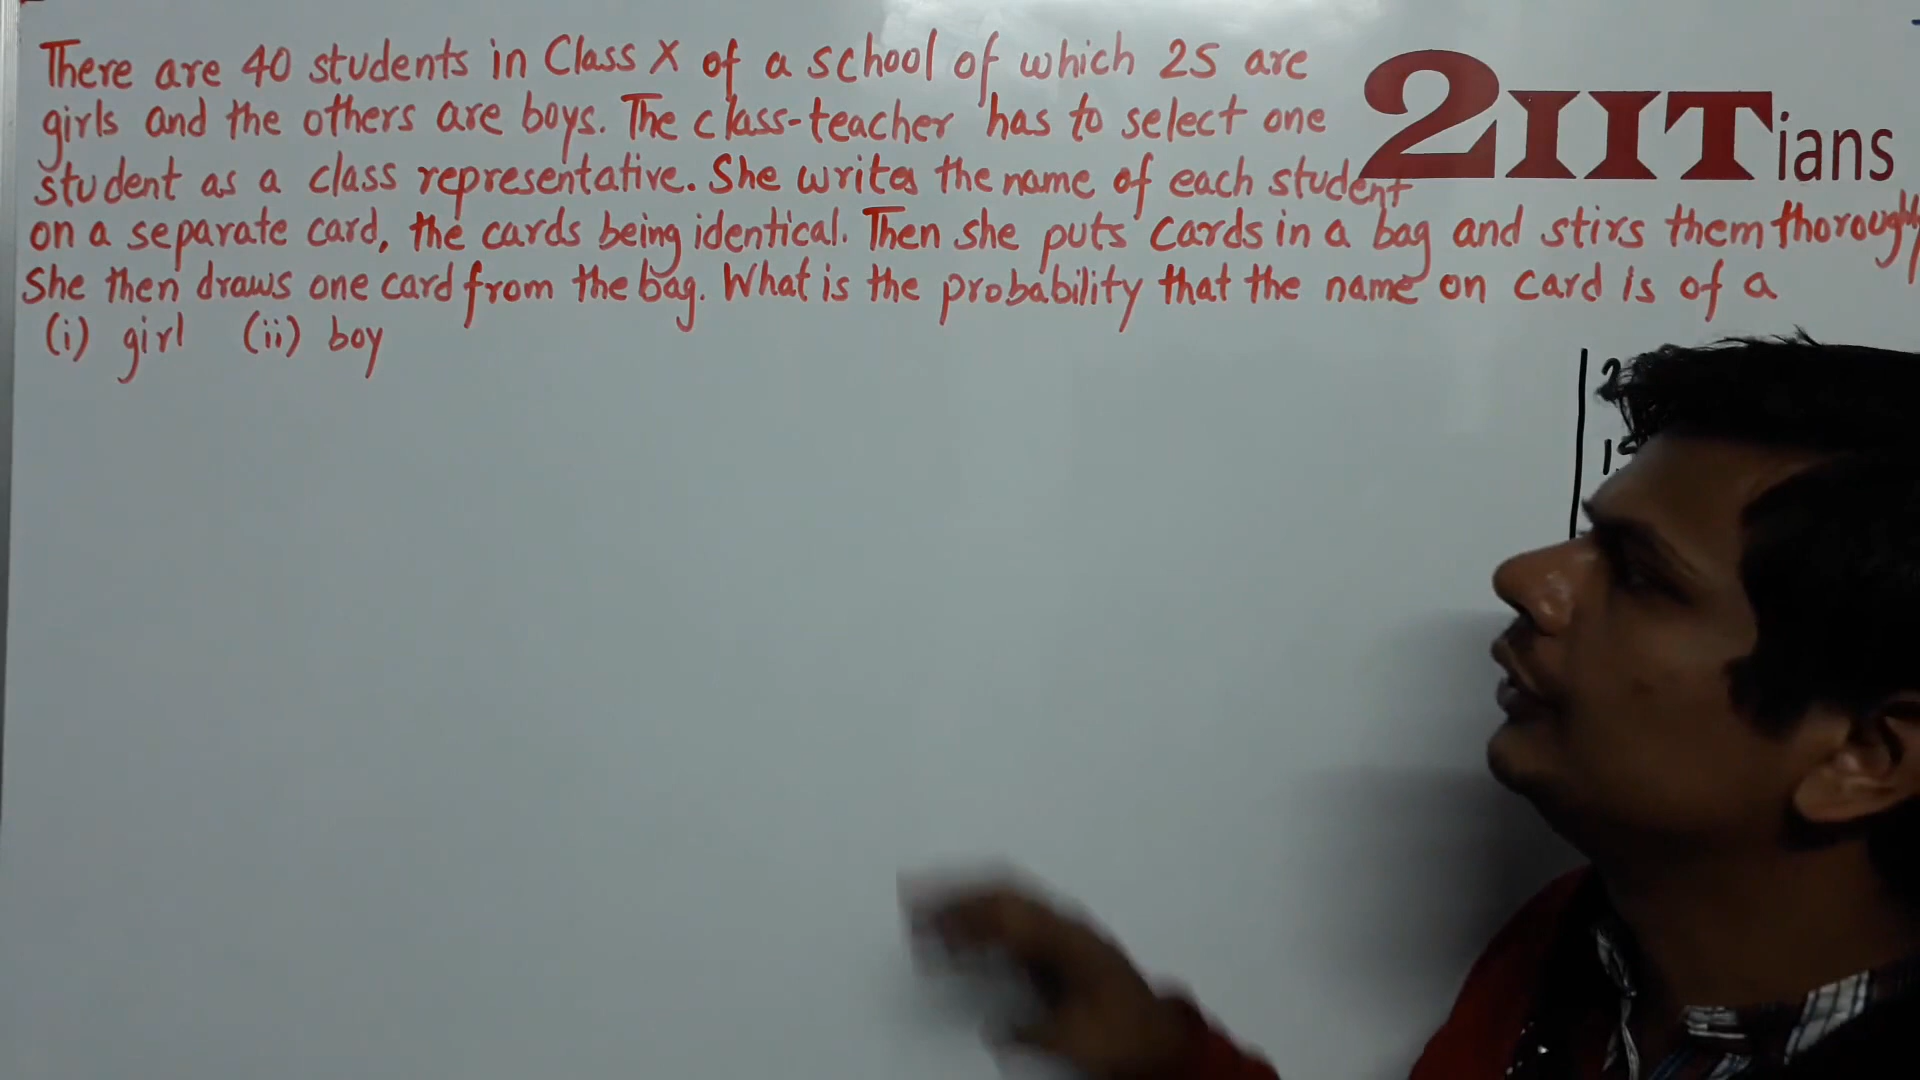 There are 40 students in Class X of a school of which 25 are
girls and the others are boys. The class-teacher has to select one
student as a class representative. She writes the name of each student
on a separate card, the cards being identical. Then she puts cards in a bag and stirs them thoroughly
She then draws one card from the bag. What is the probability that the name on card is of a
(i) girl (ii) boy
2IITians